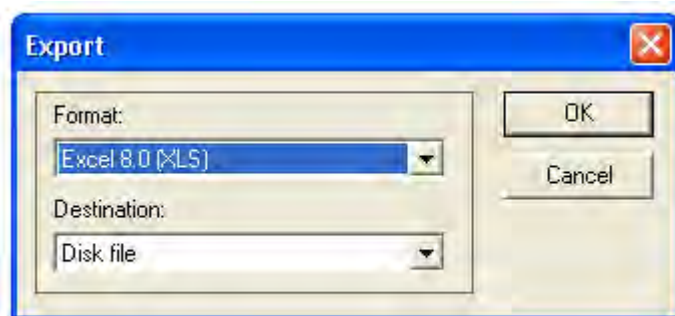 Export
Format:
Excel 8.0 (XLS)
Destination:
Disk file
OK
Cancel